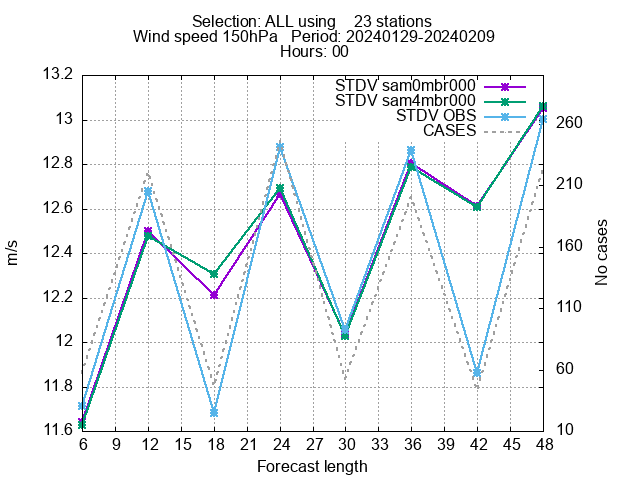 Selection: ALL using    23 stations
Wind speed 150hPa   Period: 20240129-20240209
Hours: 00
STDV sam0mbr000
STDV sam4mbr000
STDV OBS
CASES
13.2
13
12.8
12.6
12.4
12.2
12
11.8
11.6
m/s
260
210
160
110
60
10
No cases
6 9 12 15 18 21 24 27 30 33 36 39 42 45 48
Forecast length